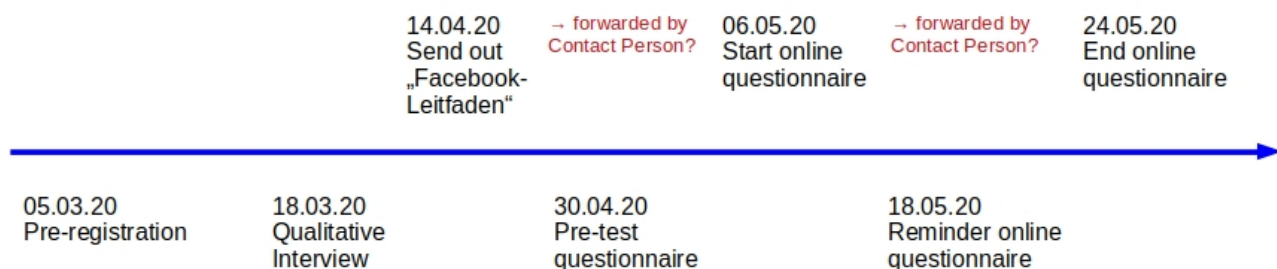 14.04.20
Send out
„Facebook-
Leitfaden“
→ forwarded by
Contact Person?
06.05.20
Start online
questionnaire
→ forwarded by
Contact Person?
24.05.20
End online
questionnaire
05.03.20
Pre-registration
18.03.20
Qualitative
Interview
30.04.20
Pre-test
questionnaire
18.05.20
Reminder online
questionnaire